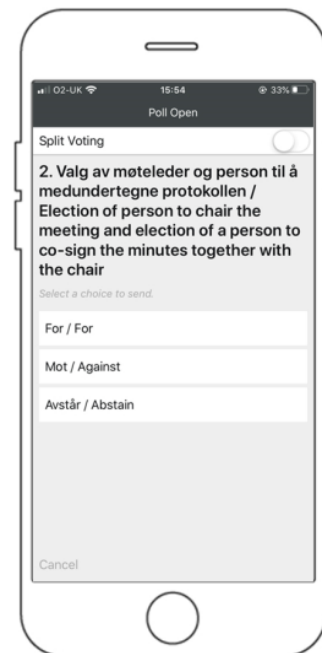 O2-UK 15:54 33%
Poll Open
Split Voting
2. Valg av møteleder og person til å
medundertegne protokollen /
Election of person to chair the
meeting and election of a person to
co-sign the minutes together with
the chair
Select a choice to send.
For / For
Mot / Against
Avstår / Abstain
Cancel